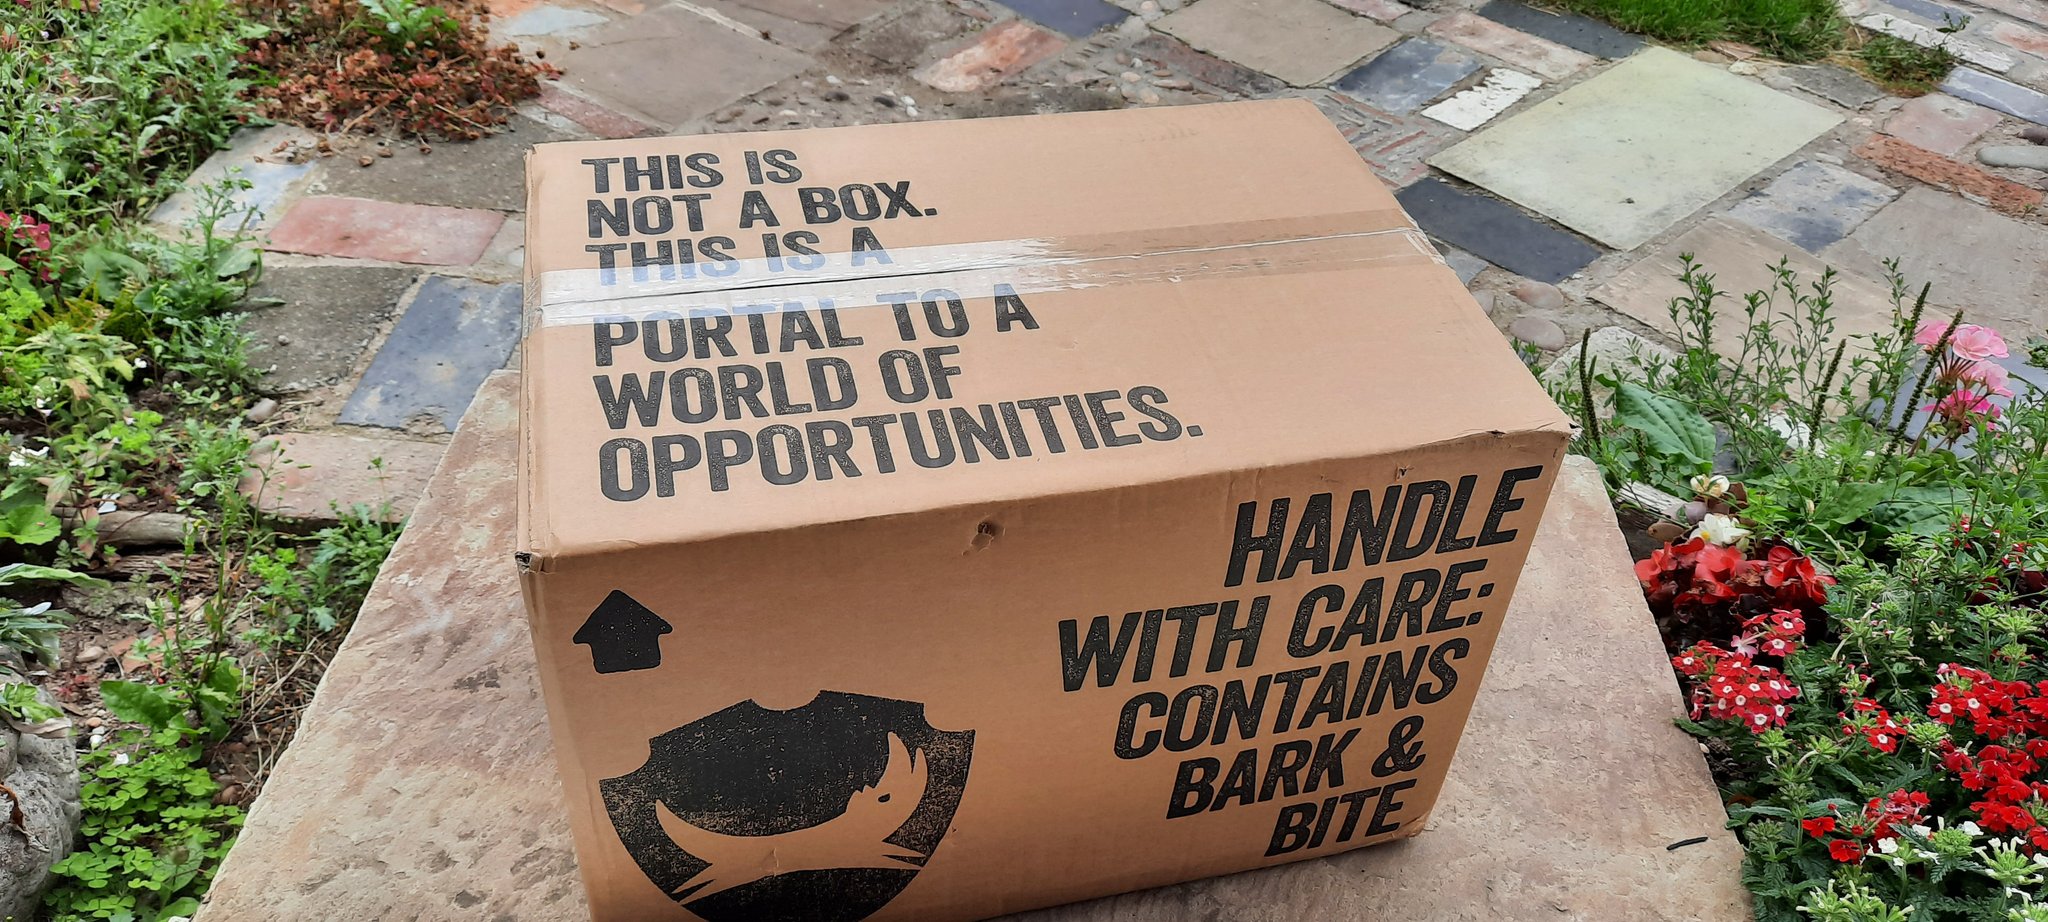 THIS IS
NOT A BOX.
THIS IS A
PORTAL TO A
WORLD OF
OPPORTUNITIES.
HANDLE
WITH CARE:
CONTAINS
BARK &
BITE